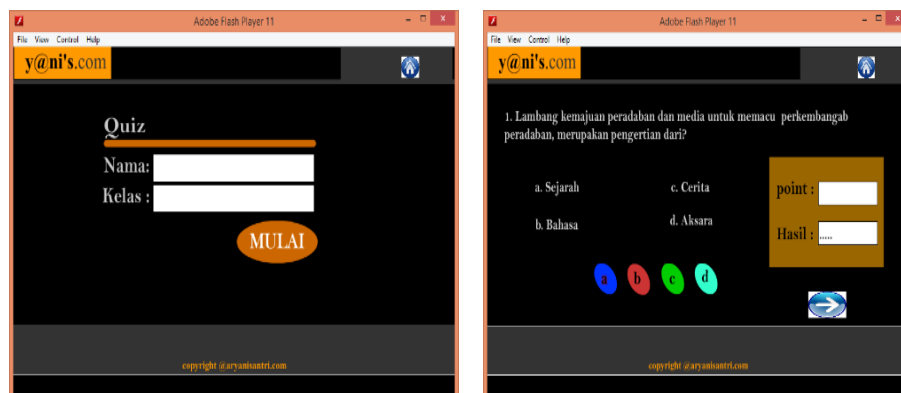 Adobe Flash Player 11
File View Control Help
y@ni's.com
Quiz
Nama:
Kelas :
MULAI
copyright @aryanisantri.com
Adobe Flash Player 11
File View Control Help
y@ni's.com
1. Lambang kemajuan peradaban dan media untuk memacu perkembangab
peradaban, merupakan pengertian dari?
a. Sejarah
c. Cerita
b. Bahasa
d. Aksara
point :
Hasil : .....
a b c d
copyright @aryanisantri.com